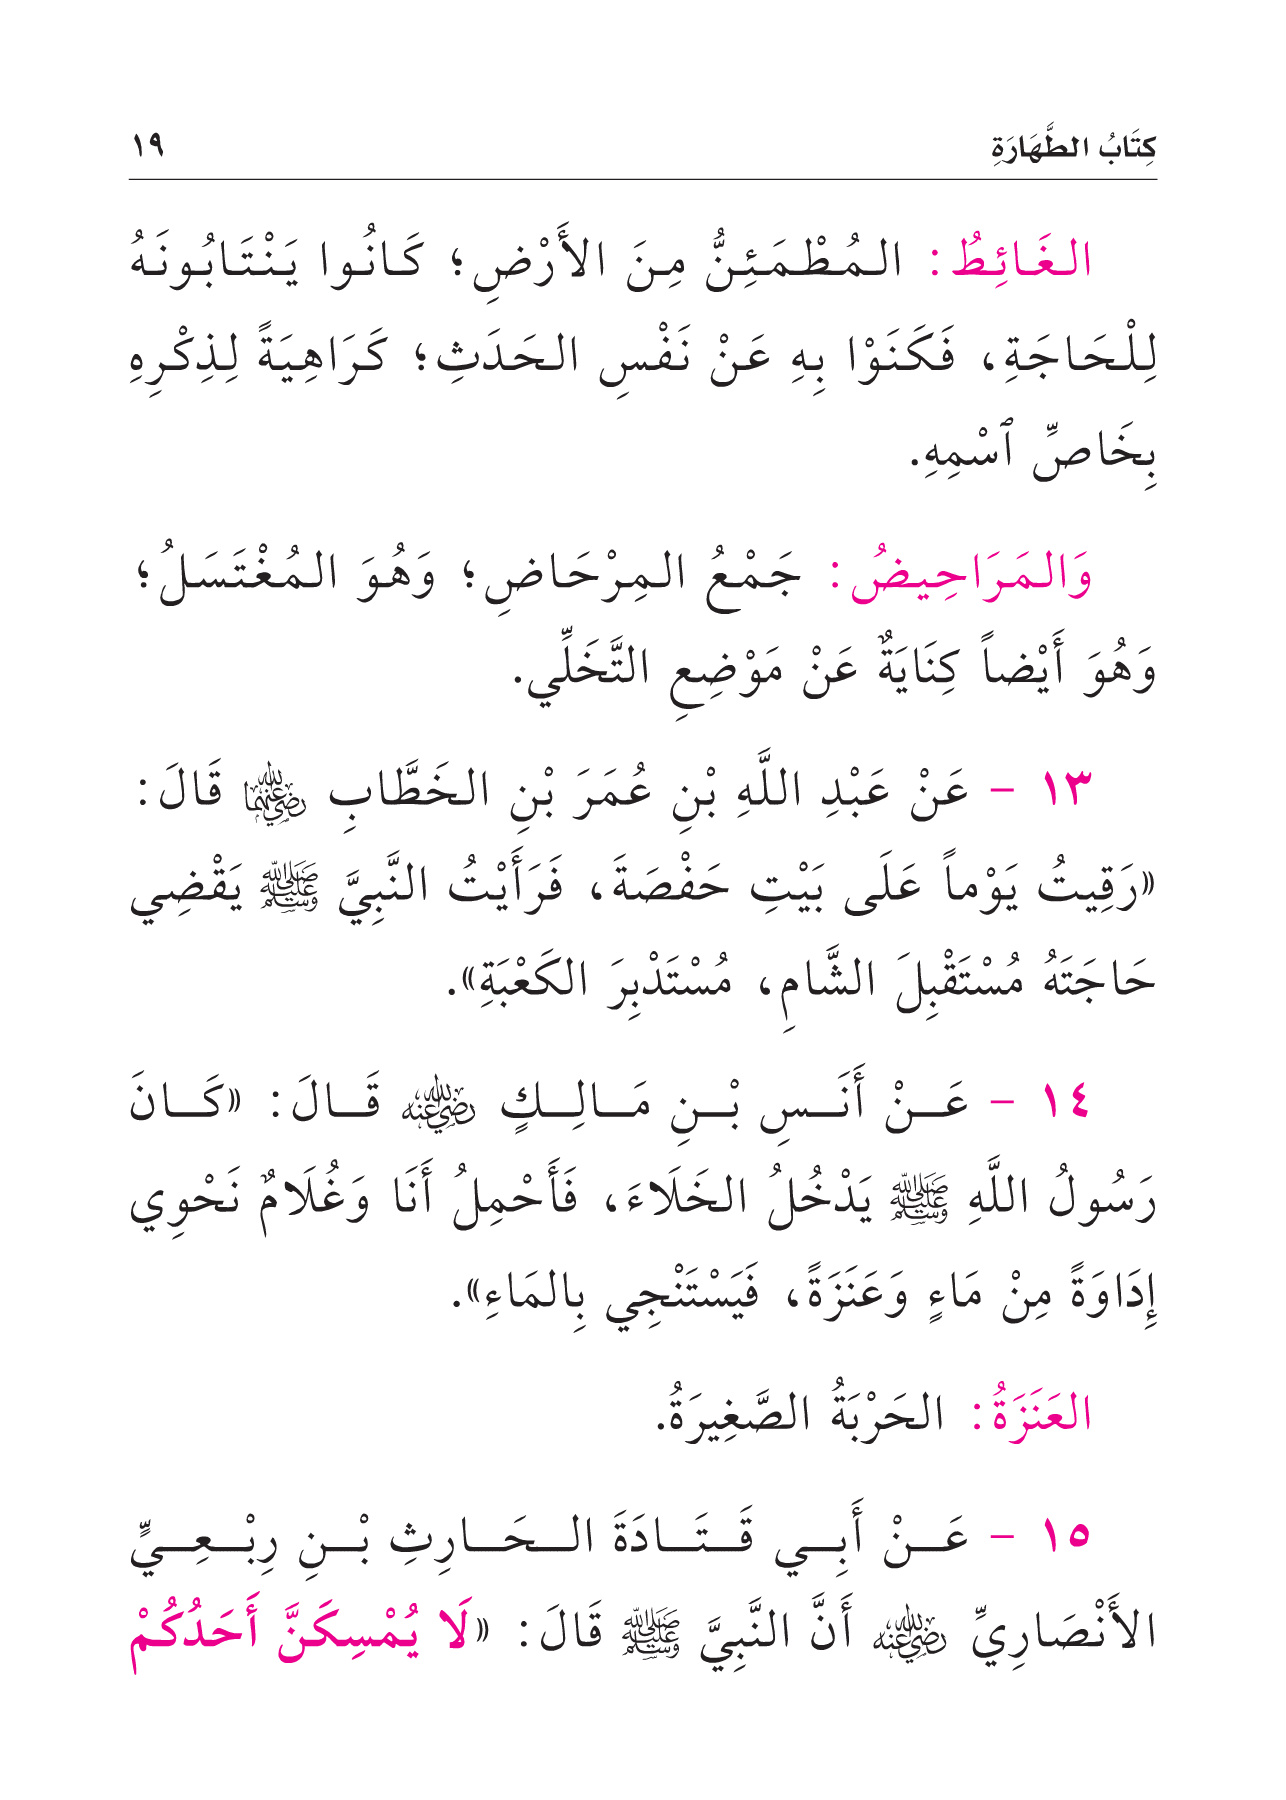 كِتَابُ الطَّهَارَةِ ١٩
الغَائِطُ: المُطْمَئِنُّ مِنَ الأَرْضِ؛ كَانُوا يَنْتَابُونَهُ
لِلْحَاجَةِ، فَكَنَوْا بِهِ عَنْ نَفْسِ الحَدَثِ؛ كَرَاهِيَةً لِذِكْرِهِ
بِخَاصِّ ٱسْمِهِ.
وَالمَرَاحِيضُ: جَمْعُ المِرْحَاضِ؛ وَهُوَ المُغْتَسَلُ؛
وَهُوَ أَيْضاً كِنَايَةٌ عَنْ مَوْضِعِ التَّخَلِّي.
١٣ - عَنْ عَبْدِ اللَّهِ بْنِ عُمَرَ بْنِ الخَطَّابِ رضي الله عنهما قَالَ:
«رَقِيتُ يَوْماً عَلَى بَيْتِ حَفْصَةَ، فَرَأَيْتُ النَّبِيَّ ﷺ يَقْضِي
حَاجَتَهُ مُسْتَقْبِلَ الشَّامِ، مُسْتَدْبِرَ الكَعْبَةِ».
١٤ - عَنْ أَنَسِ بْنِ مَالِكٍ رضي الله عنه قَالَ: «كَانَ
رَسُولُ اللَّهِ ﷺ يَدْخُلُ الخَلَاءَ، فَأَحْمِلُ أَنَا وَغُلَامٌ نَحْوِي
إِدَاوَةً مِنْ مَاءٍ وَعَنَزَةً، فَيَسْتَنْجِي بِالمَاءِ».
العَنَزَةُ: الحَرْبَةُ الصَّغِيرَةُ.
١٥ - عَنْ أَبِي قَتَادَةَ الحَارِثِ بْنِ رِبْعِيٍّ
الأَنْصَارِيِّ رضي الله عنه أَنَّ النَّبِيَّ ﷺ قَالَ: «لَا يُمْسِكَنَّ أَحَدُكُمْ